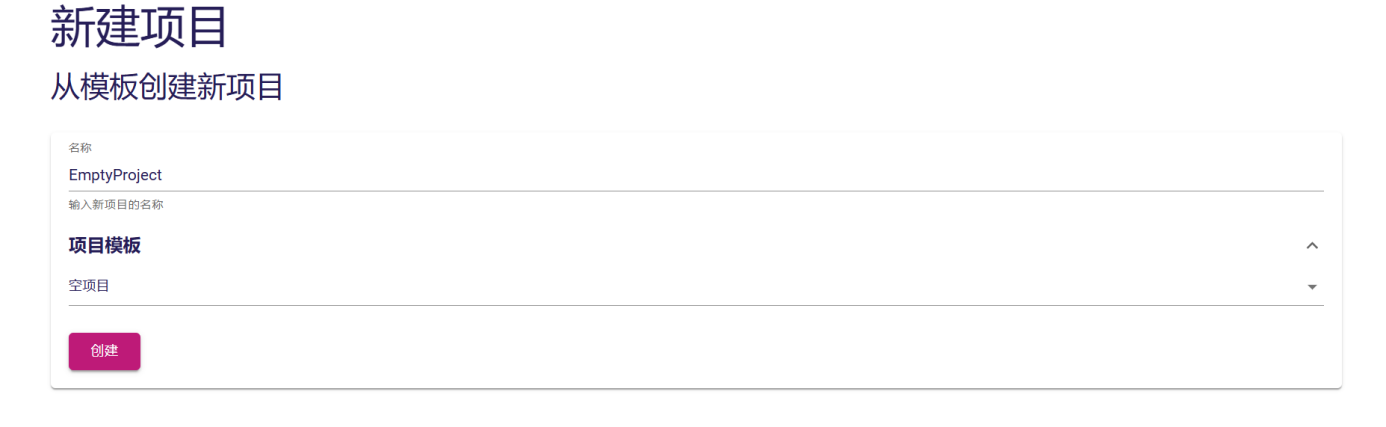 新建项目
从模板创建新项目
名称
EmptyProject
输入新项目的名称
项目模板
空项目
创建